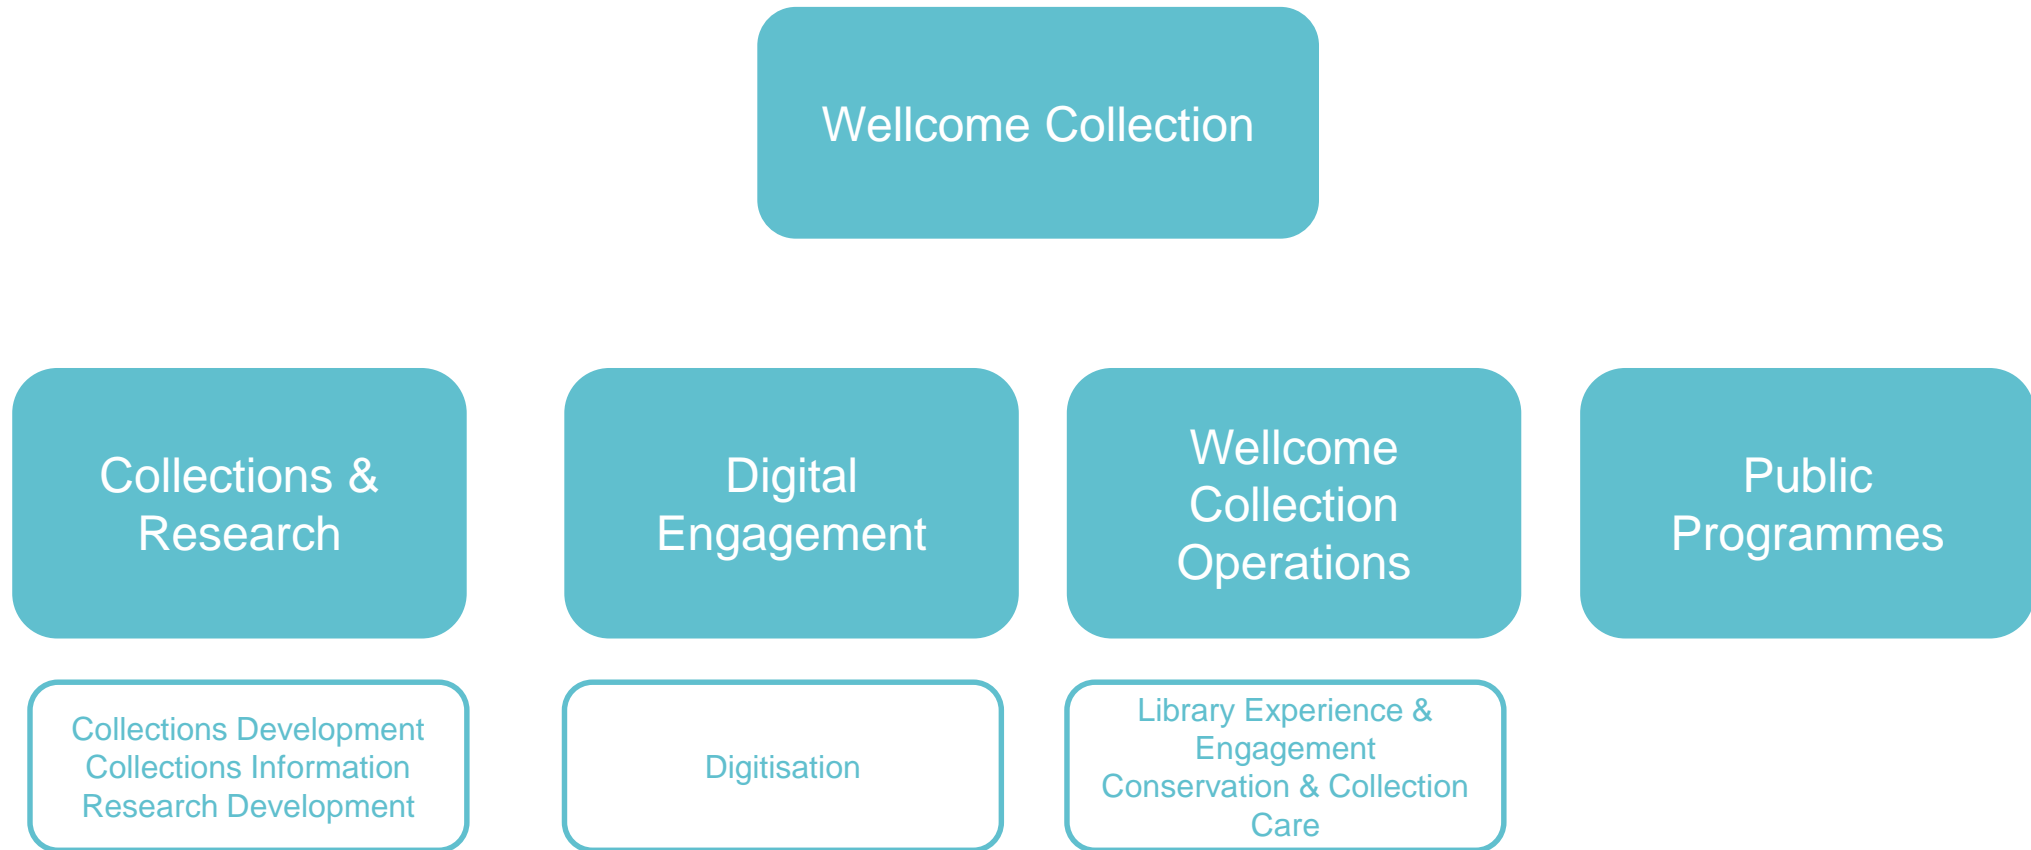 Wellcome Collection
Collections &
Research
Digital
Engagement
Wellcome
Collection
Operations
Public
Programmes
Collections Development
Collections Information
Research Development
Digitisation
Library Experience &
Engagement
Conservation & Collection
Care